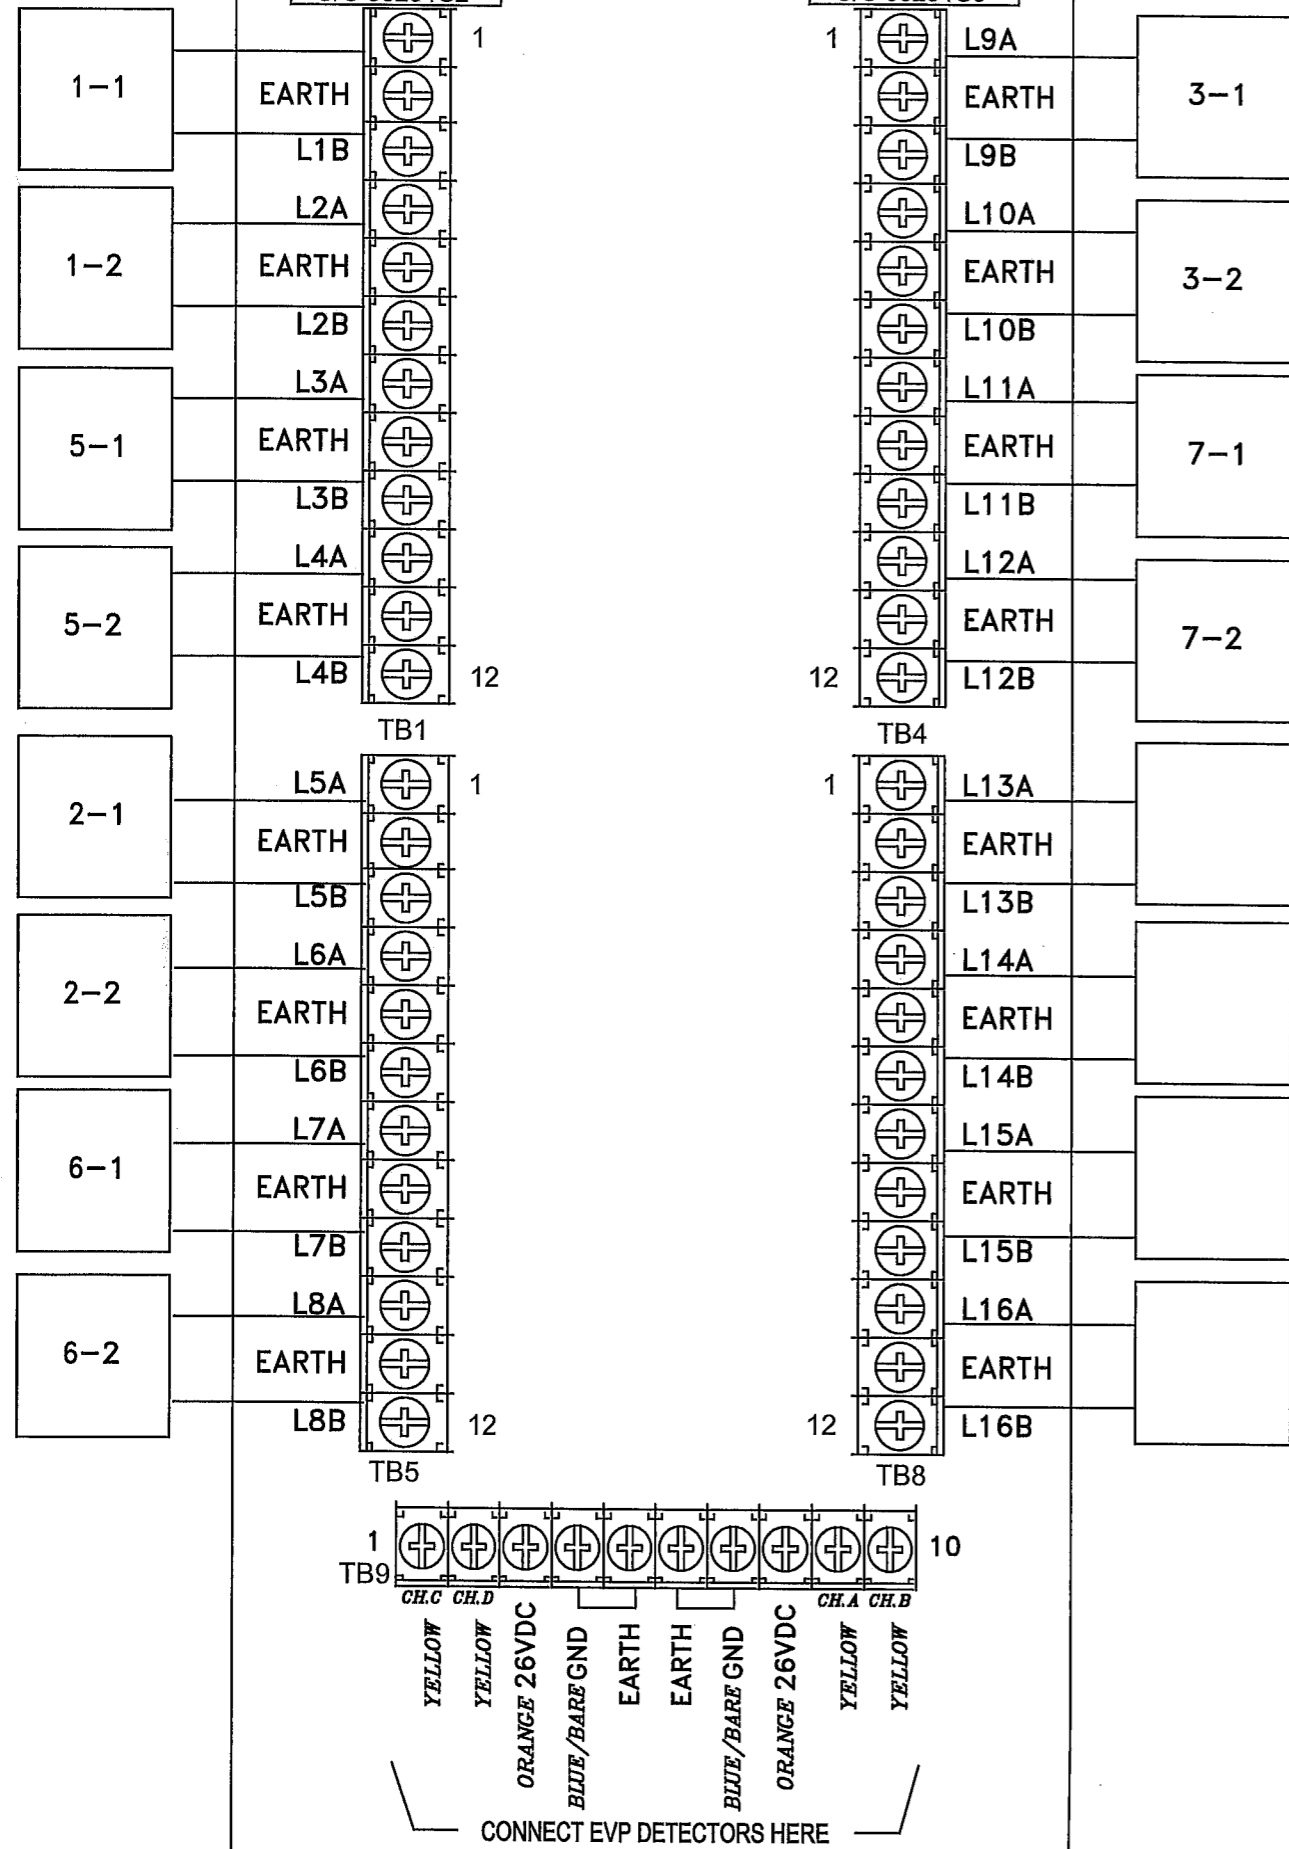 1 1 L9A
1-1 EARTH EARTH 3-1
L1B L9B
L2A L10A
1-2 EARTH EARTH 3-2
L2B L10B
L3A L11A
5-1 EARTH EARTH 7-1
L3B L11B
L4A L12A
5-2 EARTH EARTH 7-2
L4B 12 12 L12B
TB1 TB4
L5A 1 1 L13A
2-1 EARTH EARTH
L5B L13B
L6A L14A
2-2 EARTH EARTH
L6B L14B
L7A L15A
6-1 EARTH EARTH
L7B L15B
L8A L16A
6-2 EARTH EARTH
L8B 12 12 L16B
TB5 TB8
1 10
TB9
CH.C CH.D CH.A CH.B
YELLOW
YELLOW
ORANGE 26VDC
BLUE/BARE GND
EARTH
EARTH
BLUE/BARE GND
ORANGE 26VDC
YELLOW
YELLOW
CONNECT EVP DETECTORS HERE